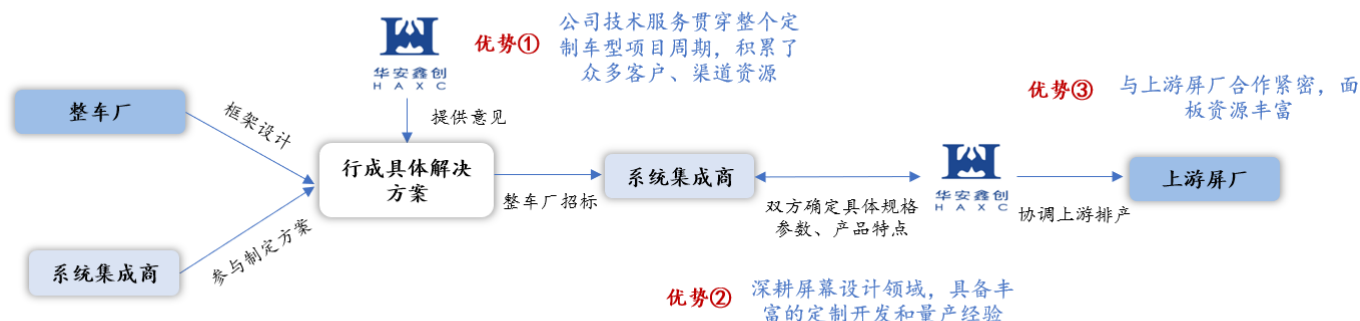 优势①
公司技术服务贯穿整个定
制车型项目周期，积累了
众多客户、渠道资源
华安鑫创
HAXC
整车厂
框架设计
提供意见
优势③
与上游屏厂合作紧密，面
板资源丰富
行成具体解决
方案
整车厂招标
系统集成商
双方确定具体规格
参数、产品特点
华安鑫创
HAXC
协调上游排产
上游屏厂
系统集成商
参与制定方案
优势②
深耕屏幕设计领域，具备丰
富的定制开发和量产经验